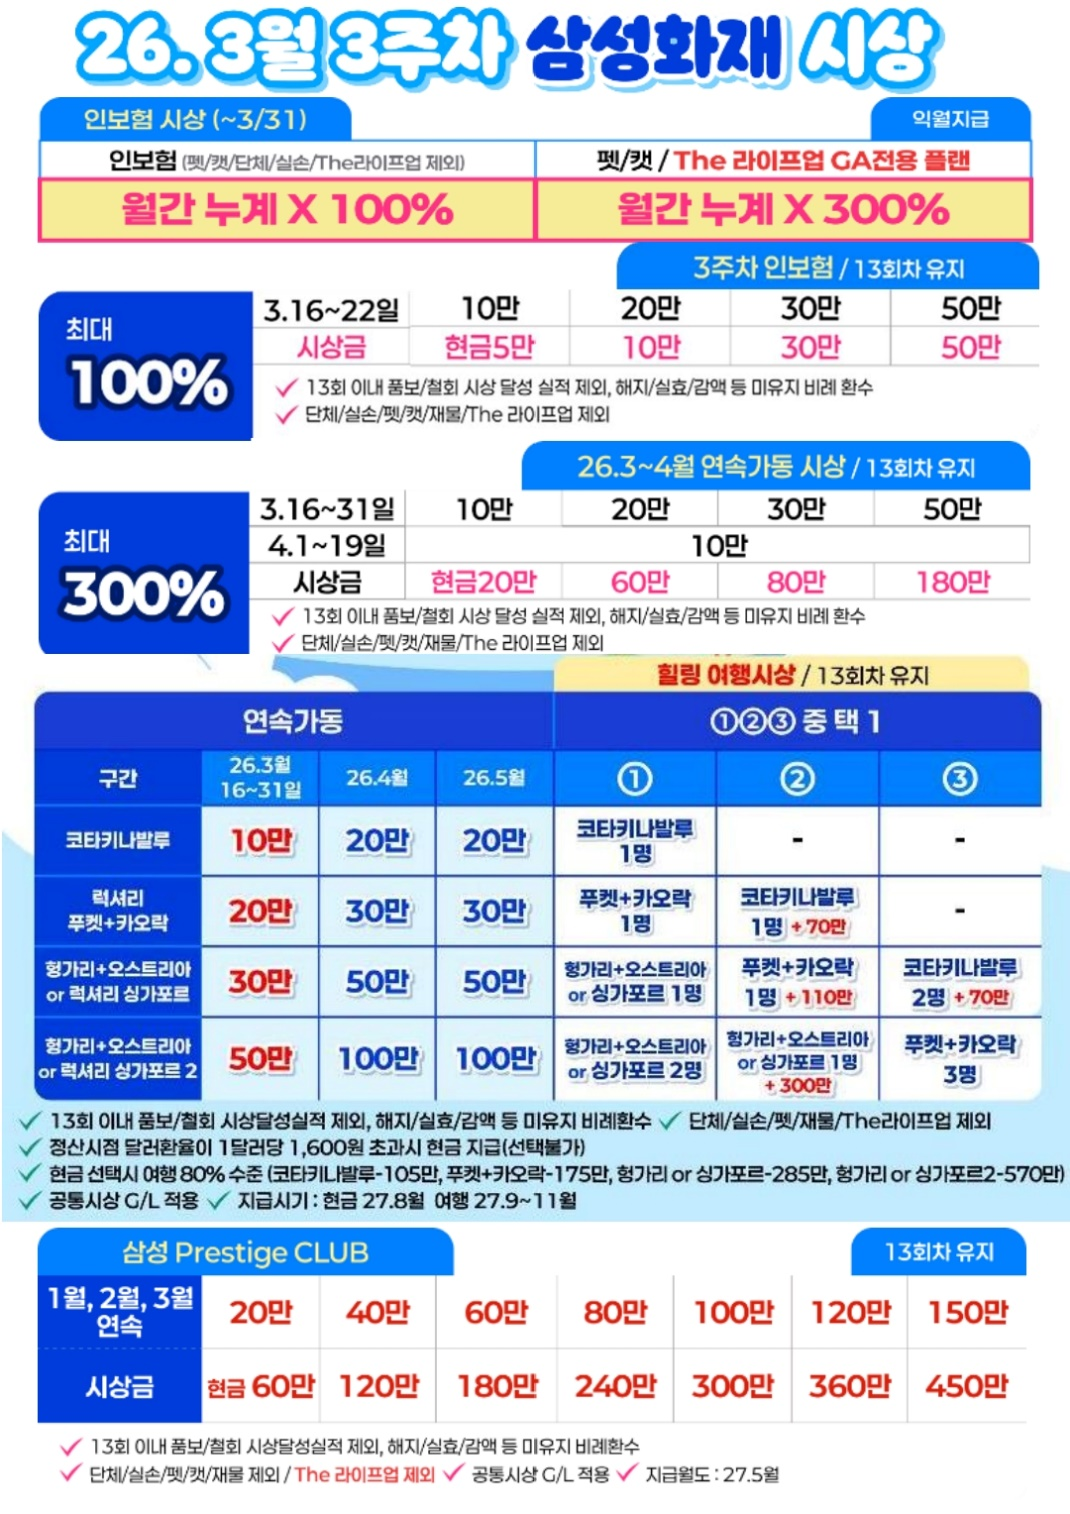 26. 3월 3주차 삼성화재 시상
인보험 시상 (~3/31) 익월지급
인보험 (펫/캣/단체/실손/The라이프업 제외) 펫/캣 / The 라이프업 GA전용 플랜
월간 누계 X 100% 월간 누계 X 300%
3주차 인보험 / 13회차 유지
최대
100%
3.16~22일 10만 20만 30만 50만
시상금 현금5만 10만 30만 50만
✓ 13회 이내 품보/철회 시상 달성 실적 제외, 해지/실효/감액 등 미유지 비례 환수
✓ 단체/실손/펫/캣/재물/The 라이프업 제외
26.3~4월 연속가동 시상 / 13회차 유지
최대
300%
3.16~31일 10만 20만 30만 50만
4.1~19일 10만
시상금 현금20만 60만 80만 180만
✓ 13회 이내 품보/철회 시상 달성 실적 제외, 해지/실효/감액 등 미유지 비례 환수
✓ 단체/실손/펫/캣/재물/The 라이프업 제외
힐링 여행시상 / 13회차 유지
연속가동 ①②③ 중 택 1
구간 26.3월 16~31일 26.4월 26.5월 ① ② ③
코타키나발루 10만 20만 20만 코타키나발루 1명 - -
럭셔리 푸켓+카오락 20만 30만 30만 푸켓+카오락 1명 코타키나발루 1명 + 70만 -
헝가리+오스트리아 or 럭셔리 싱가포르 30만 50만 50만 헝가리+오스트리아 or 싱가포르 1명 푸켓+카오락 1명 + 110만 코타키나발루 2명 + 70만
헝가리+오스트리아 or 럭셔리 싱가포르 2 50만 100만 100만 헝가리+오스트리아 or 싱가포르 2명 헝가리+오스트리아 or 싱가포르 1명 + 300만 푸켓+카오락 3명
✓ 13회 이내 품보/철회 시상달성실적 제외, 해지/실효/감액 등 미유지 비례환수 ✓ 단체/실손/펫/재물/The라이프업 제외
✓ 정산시점 달러환율이 1달러당 1,600원 초과시 현금 지급(선택불가)
✓ 현금 선택시 여행 80% 수준 (코타키나발루-105만, 푸켓+카오락-175만, 헝가리 or 싱가포르-285만, 헝가리 or 싱가포르2-570만)
✓ 공통시상 G/L 적용 ✓ 지급시기 : 현금 27.8월 여행 27.9~11월
삼성 Prestige CLUB 13회차 유지
1월, 2월, 3월 연속 20만 40만 60만 80만 100만 120만 150만
시상금 현금 60만 120만 180만 240만 300만 360만 450만
✓ 13회 이내 품보/철회 시상달성실적 제외, 해지/실효/감액 등 미유지 비례환수
✓ 단체/실손/펫/캣/재물 제외 / The 라이프업 제외 ✓ 공통시상 G/L 적용 ✓ 지급월도 : 27.5월